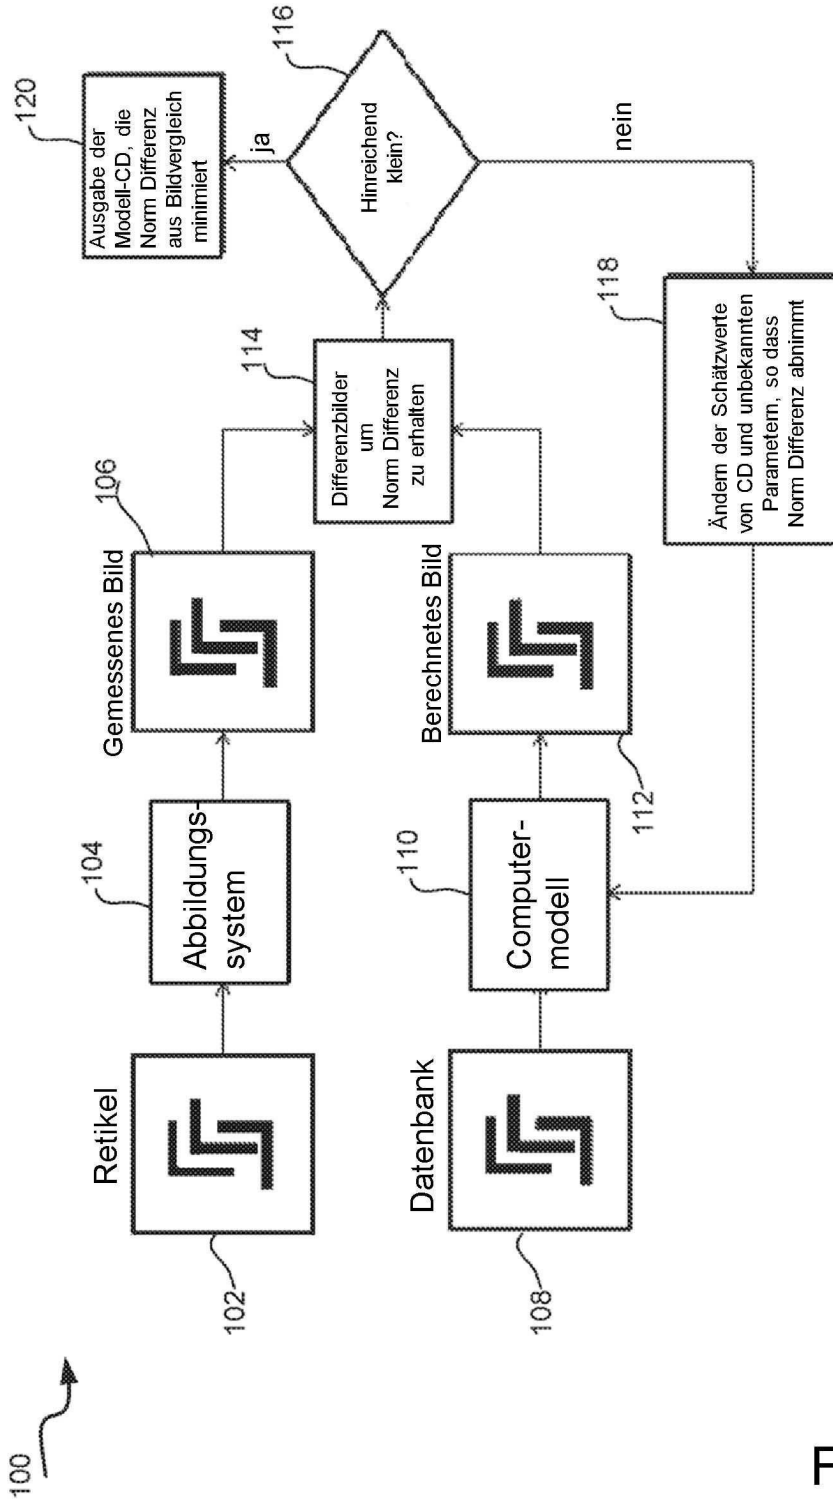 100
Retikel
102
Abbildungs-
system
104
Gemessenes Bild
106
Datenbank
108
Computer-
modell
110
Berechnetes Bild
112
Differenzbilder
um
Norm Differenz
zu erhalten
114
Hinreichend
klein?
116
ja
nein
Ausgabe der
Modell-CD, die
Norm Differenz
aus Bildvergleich
minimiert
120
Ändern der Schätzwerte
von CD und unbekannten
Parametern, so dass
Norm Differenz abnimmt
118
F